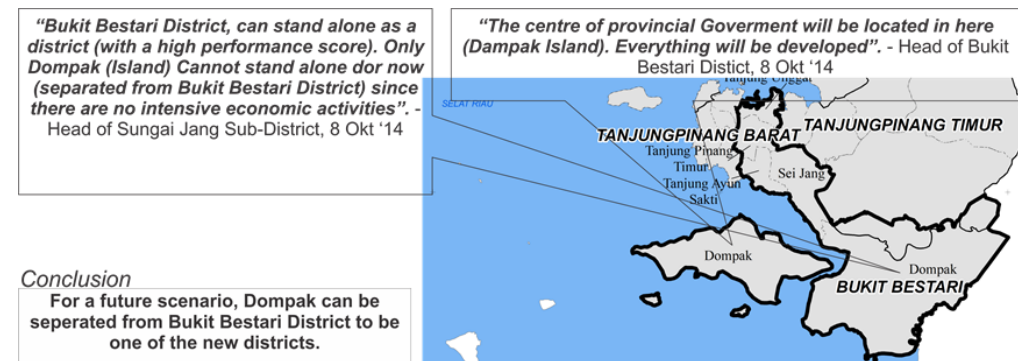 “Bukit Bestari District, can stand alone as a
district (with a high performance score). Only
Dompak (Island) Cannot stand alone dor now
(separated from Bukit Bestari District) since
there are no intensive economic activities”. -
Head of Sungai Jang Sub-District, 8 Okt ‘14
“The centre of provincial Goverment will be located in here
(Dampak Island). Everything will be developed”. - Head of Bukit
Bestari Distict, 8 Okt ‘14
Tanjung Unggat
SELAT RIAU
TANJUNGPINANG BARAT
TANJUNGPINANG TIMUR
Tanjung Pinang
Timur
Sei Jang
Tanjung Ayun
Sakti
Dompak
Dompak
BUKIT BESTARI
Conclusion
For a future scenario, Dompak can be
seperated from Bukit Bestari District to be
one of the new districts.